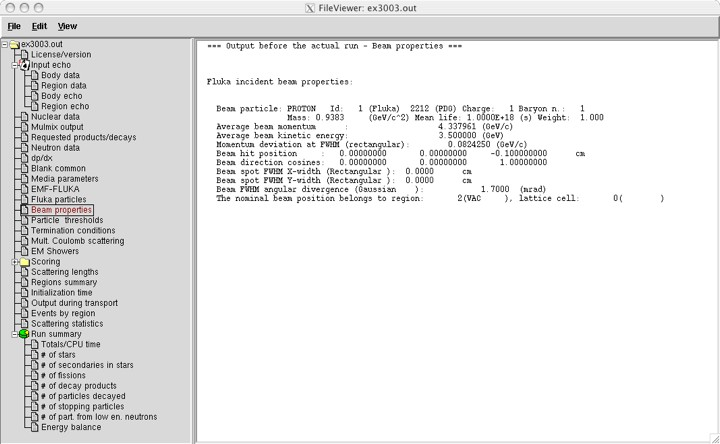 FileViewer: ex3003.out
File Edit View
ex3003.out
License/version
Input echo
Body data
Region data
Body echo
Region echo
Nuclear data
Mulmix output
Requested products/decays
Neutron data
dp/dx
Blank common
Media parameters
EMF-FLUKA
Fluka particles
Beam properties
Particle thresholds
Termination conditions
Mult. Coulomb scattering
EM Showers
Scoring
Scattering lengths
Regions summary
Initialization time
Output during transport
Events by region
Scattering statistics
Run summary
Totals/CPU time
# of stars
# of secondaries in stars
# of fissions
# of decay products
# of particles decayed
# of stopping particles
# of part. from low en. neutrons
Energy balance
=== Output before the actual run - Beam properties ===
Fluka incident beam properties:
Beam particle: PROTON Id: 1 (Fluka) 2212 (PDG) Charge: 1 Baryon n.: 1
Mass: 0.9383 (GeV/c^2) Mean life: 1.0000E+18 (s) Weight: 1.000
Average beam momentum : 4.337961 (GeV/c)
Average beam kinetic energy: 3.500000 (GeV)
Momentum deviation at FWHM (rectangular): 0.0824250 (GeV/c)
Beam hit position : 0.00000000 0.00000000 -0.100000000 cm
Beam direction cosines: 0.00000000 0.00000000 1.00000000
Beam spot FWHM X-width (Rectangular ): 0.0000 cm
Beam spot FWHM Y-width (Rectangular ): 0.0000 cm
Beam FWHM angular divergence (Gaussian ): 1.7000 (mrad)
The nominal beam position belongs to region: 2(VAC ), lattice cell: 0( )